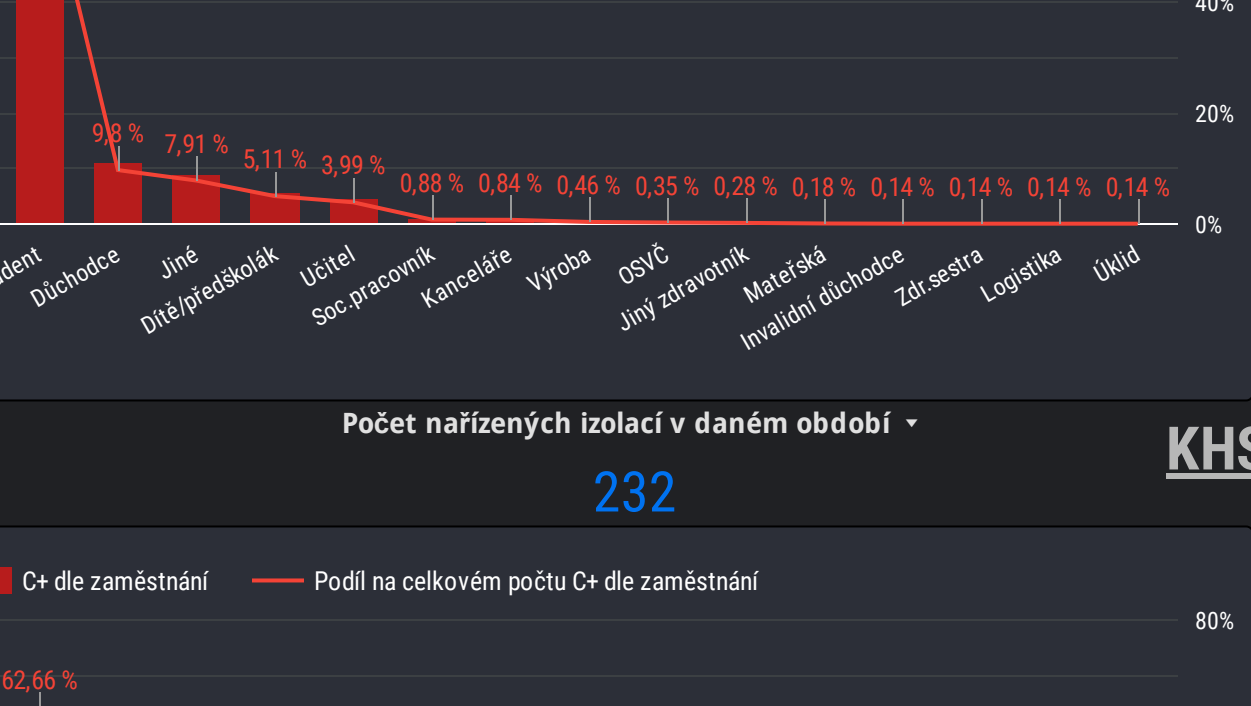 40%
20%
9,8 %
7,91 %
5,11 %
3,99 %
0,88 %
0,84 %
0,46 %
0,35 %
0,28 %
0,18 %
0,14 %
0,14 %
0,14 %
0,14 %
0%
Důchodce
Jiné
Dítě/předškolák
Učitel
Soc.pracovník
Kanceláře
Výroba
OSVČ
Jiný zdravotník
Mateřská
Invalidní důchodce
Zdr.sestra
Logistika
Úklid
Počet nařízených izolací v daném období
KHS
232
C+ dle zaměstnání
Podíl na celkovém počtu C+ dle zaměstnání
80%
62,66 %